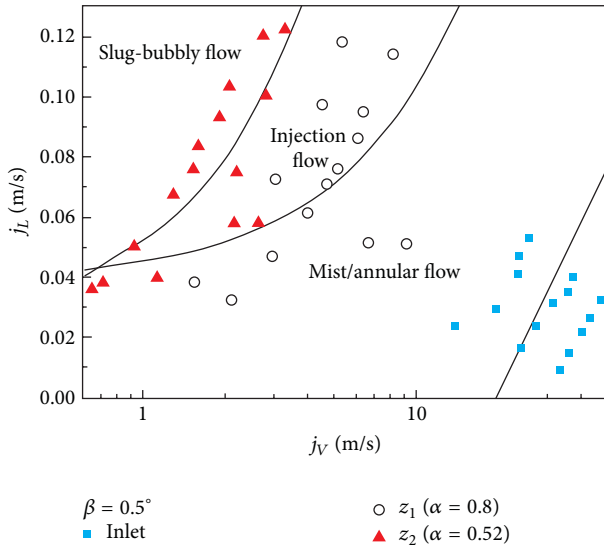 0.12
0.10
0.08
0.06
0.04
0.02
0.00
j_L (m/s)
Slug-bubbly flow
Injection
flow
Mist/annular flow
1
10
j_V (m/s)
β = 0.5°
Inlet
z_1 (α = 0.8)
z_2 (α = 0.52)